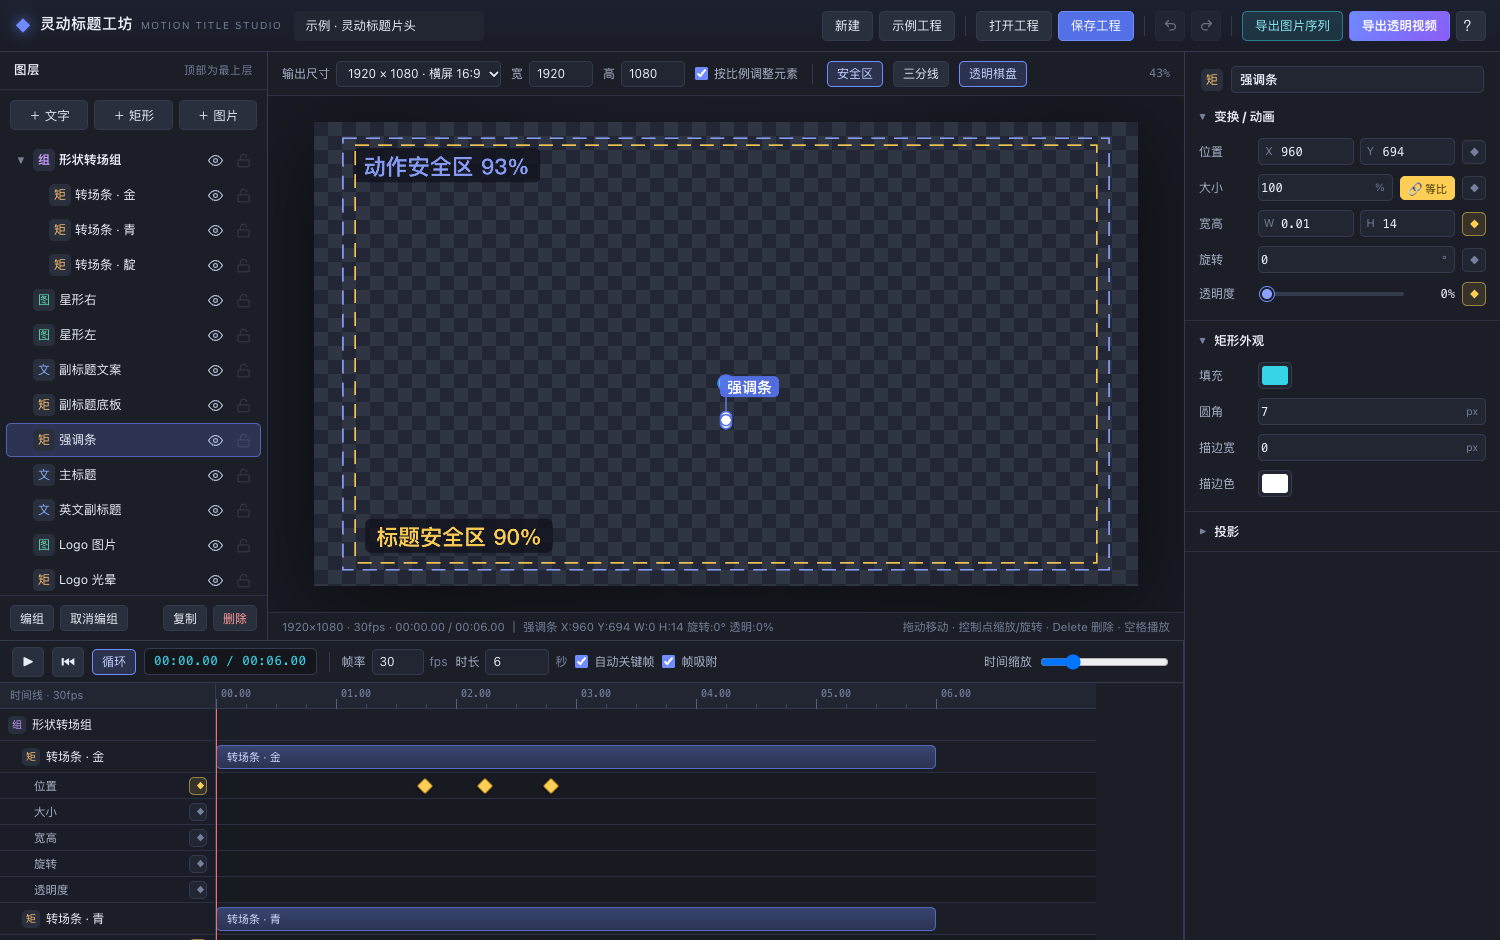 灵动标题工坊 MOTION TITLE STUDIO 示例 · 灵动标题片头 新建 示例工程 打开工程 保存工程 导出图片序列 导出透明视频 ?
图层 顶部为最上层
+ 文字 + 矩形 + 图片
组 形状转场组
矩 转场条 · 金
矩 转场条 · 青
矩 转场条 · 靛
图 星形右
图 星形左
文 副标题文案
矩 副标题底板
矩 强调条
文 主标题
文 英文副标题
图 Logo 图片
矩 Logo 光晕
编组 取消编组 复制 删除
输出尺寸 1920 × 1080 · 横屏 16:9 宽 1920 高 1080 按比例调整元素 安全区 三分线 透明棋盘 43%
动作安全区 93%
强调条
标题安全区 90%
1920×1080 · 30fps · 00:00.00 / 00:06.00 | 强调条 X:960 Y:694 W:0 H:14 旋转:0° 透明:0% 拖动移动 · 控制点缩放/旋转 · Delete 删除 · 空格播放
矩 强调条
变换 / 动画
位置 X 960 Y 694
大小 100 % 等比
宽高 W 0.01 H 14
旋转 0 °
透明度 0%
矩形外观
填充
圆角 7 px
描边宽 0 px
描边色
投影
循环 00:00.00 / 00:06.00 帧率 30 fps 时长 6 秒 自动关键帧 帧吸附 时间缩放
时间线 · 30fps 00.00 01.00 02.00 03.00 04.00 05.00 06.00
组 形状转场组
矩 转场条 · 金 转场条 · 金
位置
大小
宽高
旋转
透明度
矩 转场条 · 青 转场条 · 青